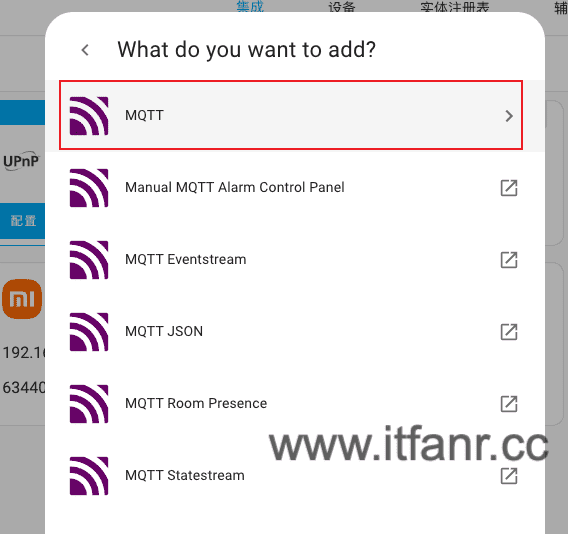 集成 设备 实体注册表 辅
What do you want to add?
MQTT
UPnP
Manual MQTT Alarm Control Panel
配置
MQTT Eventstream
MQTT JSON
192.16
63440
MQTT Room Presence
www.itfanr.cc
MQTT Statestream